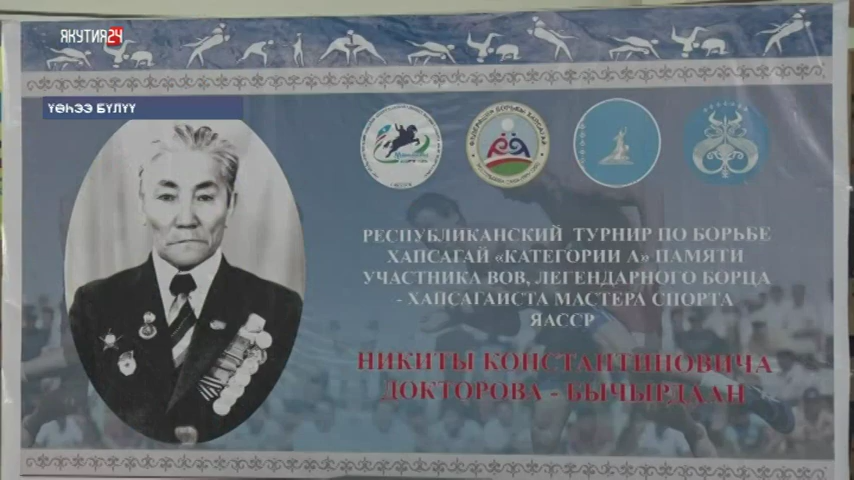 ЯКУТИЯ24
ҮӨҺЭЭ БҮЛҮҮ
РЕСПУБЛИКАНСКИЙ ТУРНИР ПО БОРЬБЕ
ХАПСАГАЙ «КАТЕГОРИИ А» ПАМЯТИ
УЧАСТНИКА ВОВ, ЛЕГЕНДАРНОГО БОРЦА
- ХАПСАГАИСТА МАСТЕРА СПОРТА
ЯАССР
НИКИТЫ КОНСТАНТИНОВИЧА
ДОКТОРОВА - БЫЧЫРДААН